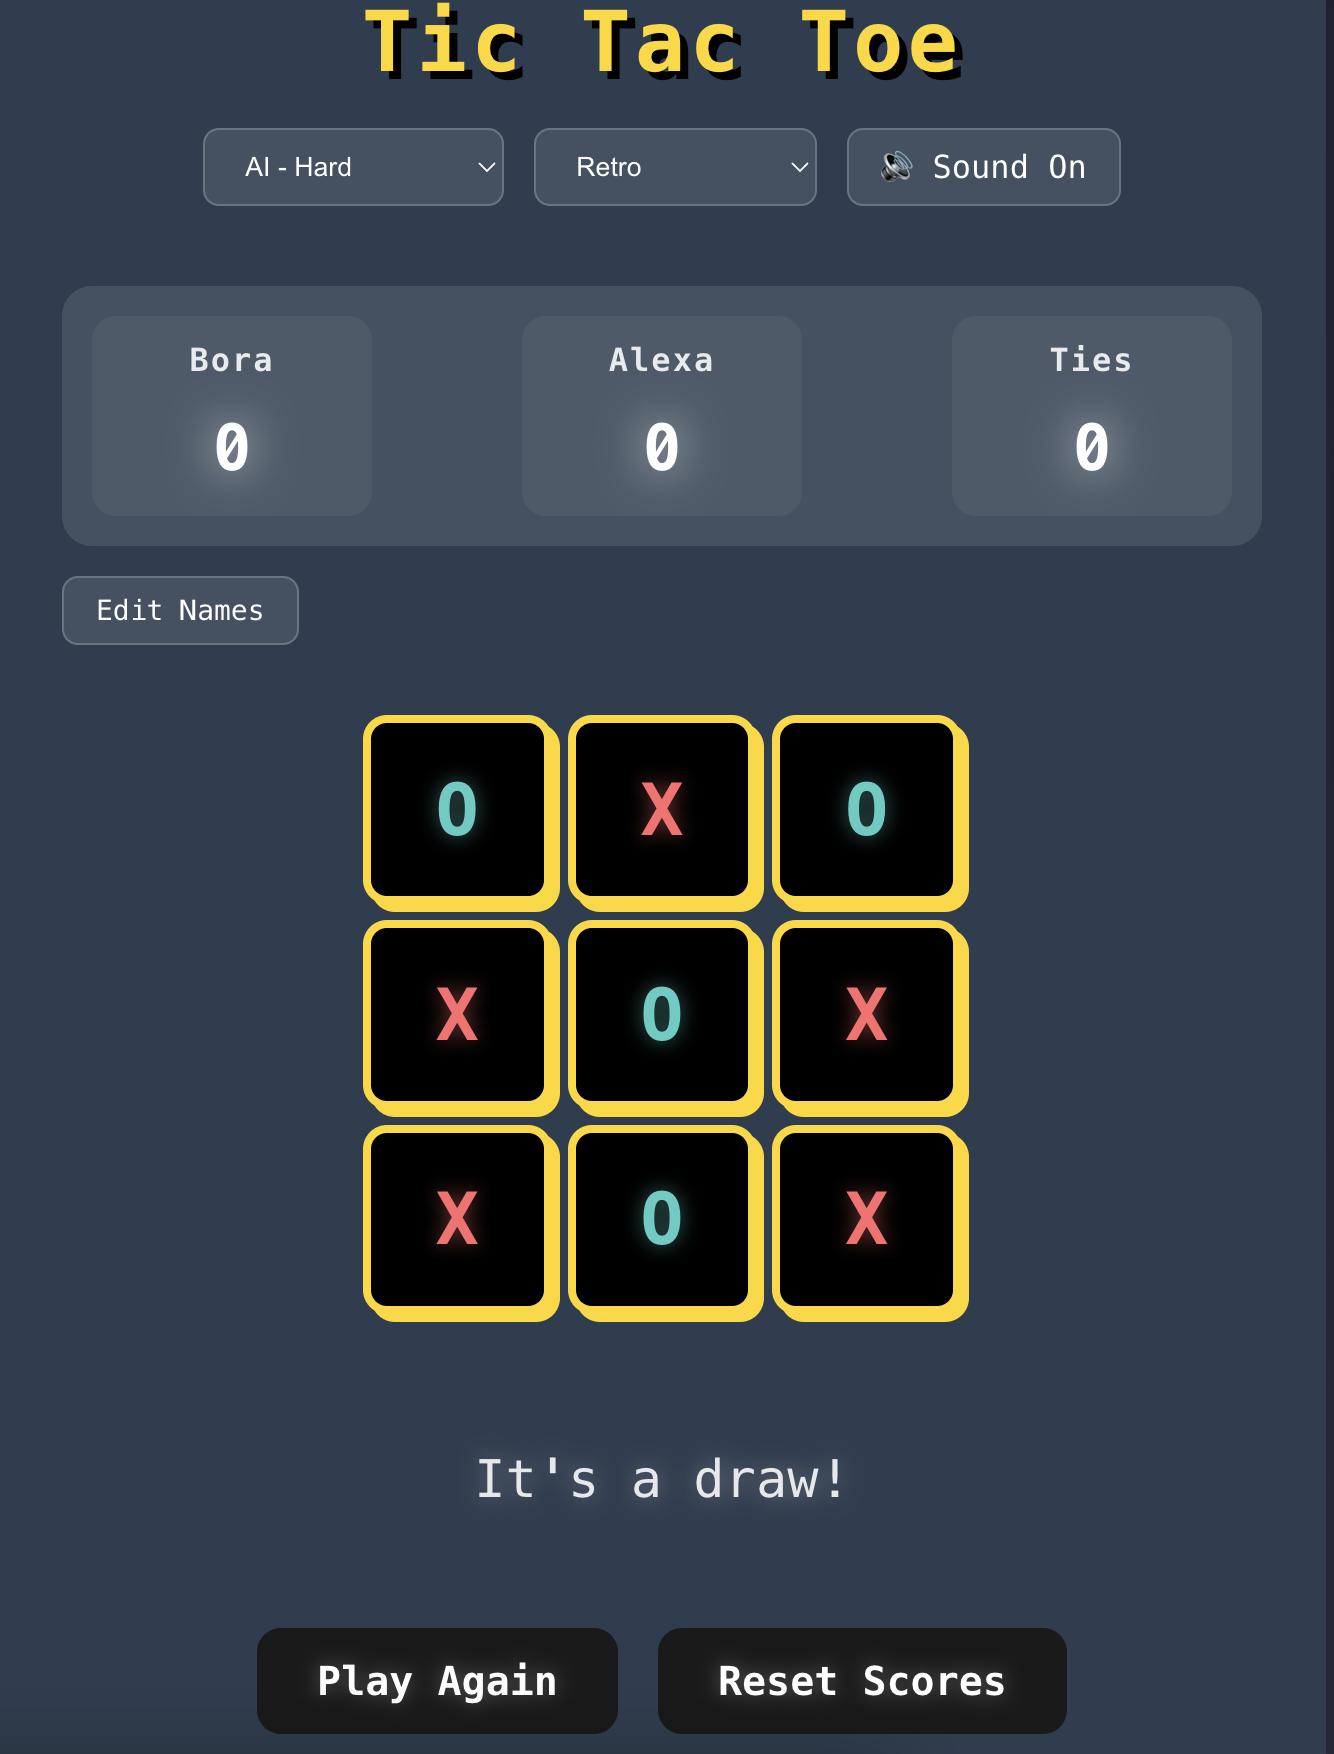 Tic Tac Toe
AI - Hard Retro 🔊 Sound On
Bora Alexa Ties
0 0 0
Edit Names
O X O
X O X
X O X
It's a draw!
Play Again Reset Scores